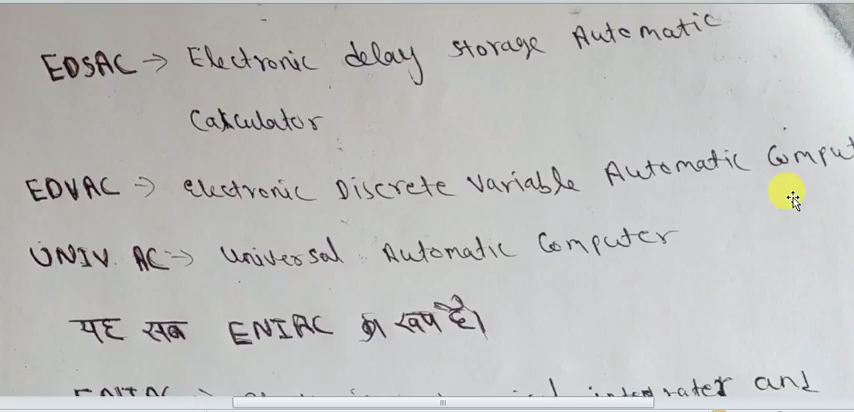 EDSAC → Electronic delay Storage Automatic
Calculator
EDVAC → electronic Discrete Variable Automatic Comput
UNIV. AC → Universal Automatic Computer
यह सब ENIAC का रूप है।
and